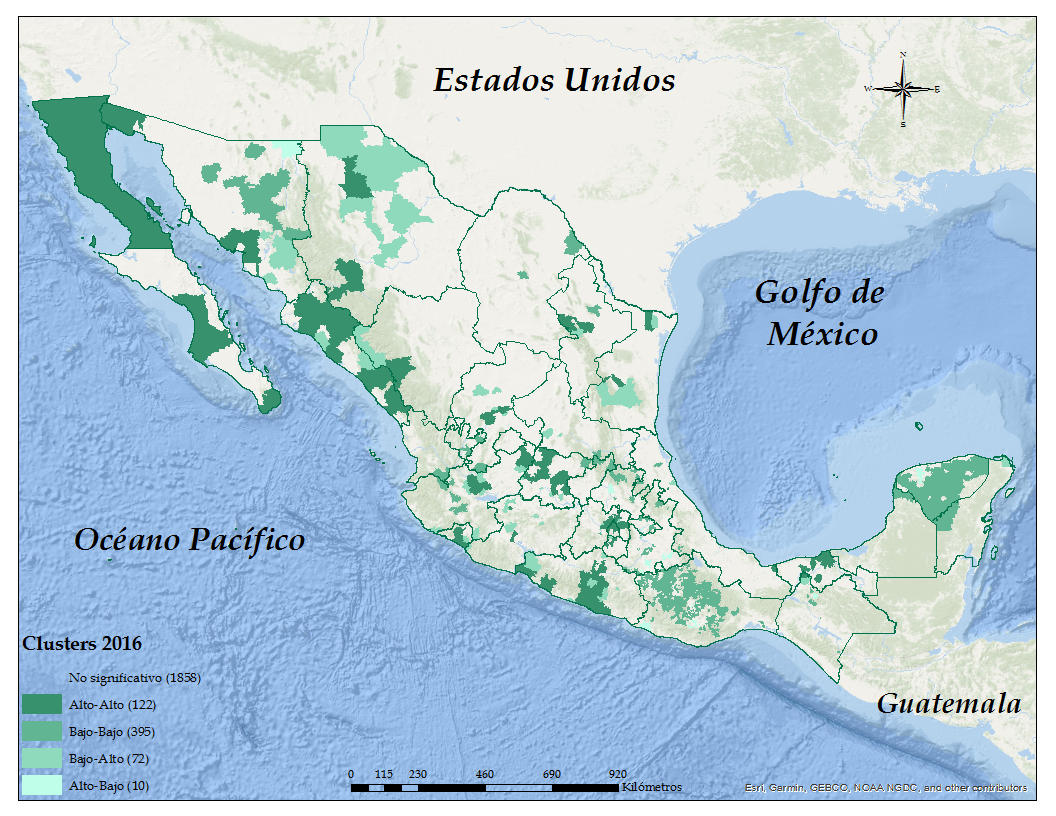 Estados Unidos
N
W
E
S
Golfo de
México
Océano Pacífico
Clusters 2016
No significativo (1858)
Alto-Alto (122)
Bajo-Bajo (395)
Bajo-Alto (72)
Alto-Bajo (10)
Guatemala
0 115 230 460 690 920
Kilómetros
Esri, Garmin, GEBCO, NOAA NGDC, and other contributors